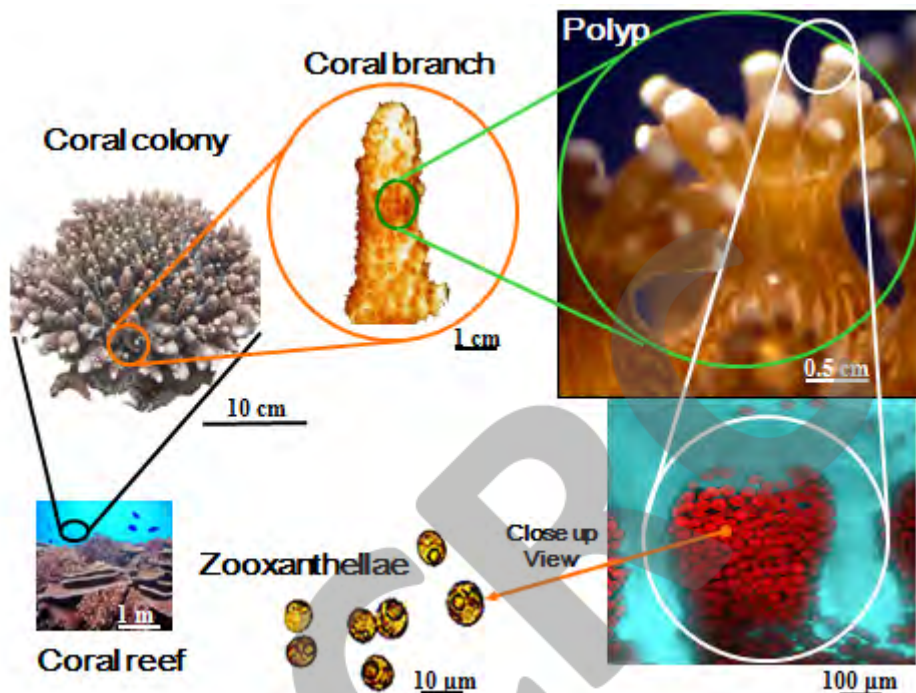 Polyp
Coral branch
Coral colony
1 cm
0.5 cm
10 cm
Close up
View
Zooxanthellae
1 m
Coral reef
10 µm
100 µm